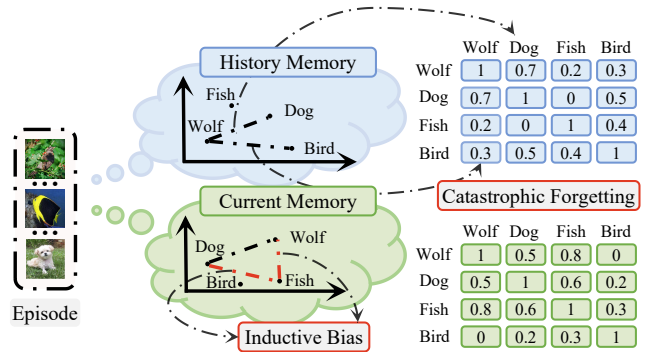 History Memory
Fish
Dog
Wolf
Bird
Current Memory
Dog
Wolf
Bird
Fish
Episode
Inductive Bias
Wolf Dog Fish Bird
Wolf 1 0.7 0.2 0.3
Dog 0.7 1 0 0.5
Fish 0.2 0 1 0.4
Bird 0.3 0.5 0.4 1
Catastrophic Forgetting
Wolf Dog Fish Bird
Wolf 1 0.5 0.8 0
Dog 0.5 1 0.6 0.2
Fish 0.8 0.6 1 0.3
Bird 0 0.2 0.3 1